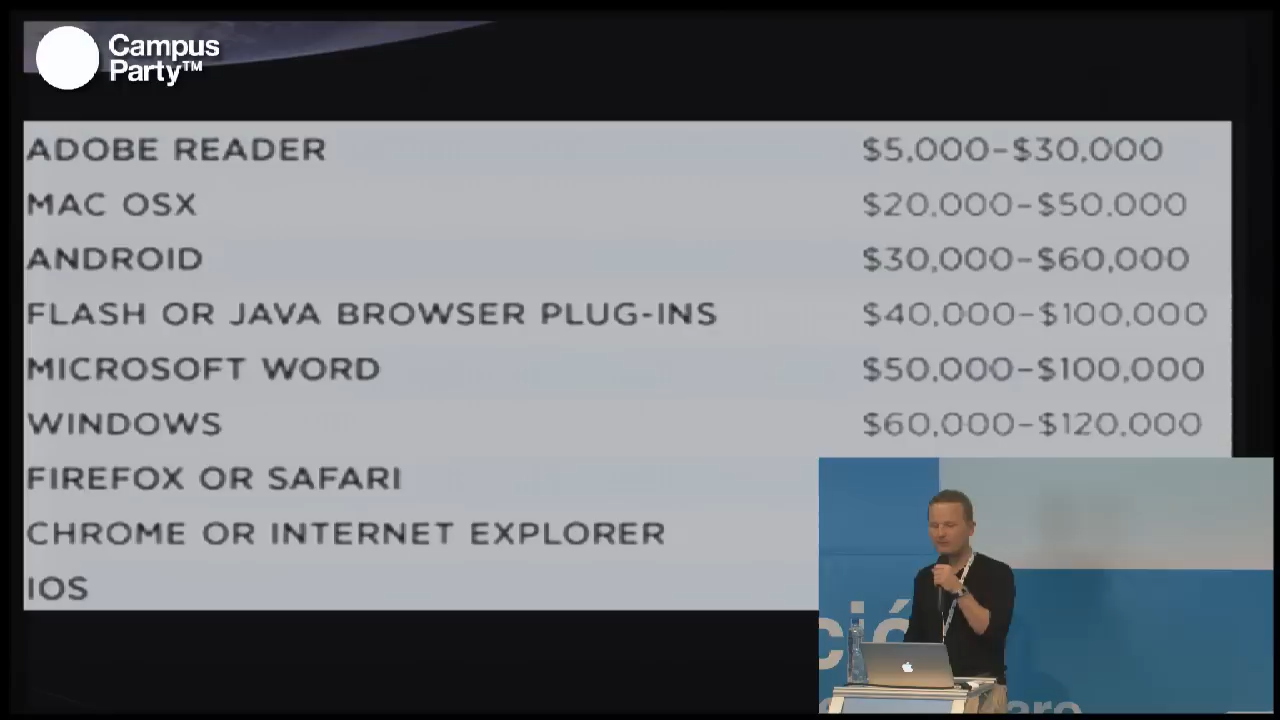 Campus
Party™
ADOBE READER $5,000–$30,000
MAC OSX $20,000–$50,000
ANDROID $30,000–$60,000
FLASH OR JAVA BROWSER PLUG-INS $40,000–$100,000
MICROSOFT WORD $50,000–$100,000
WINDOWS $60,000–$120,000
FIREFOX OR SAFARI
CHROME OR INTERNET EXPLORER
IOS
ció